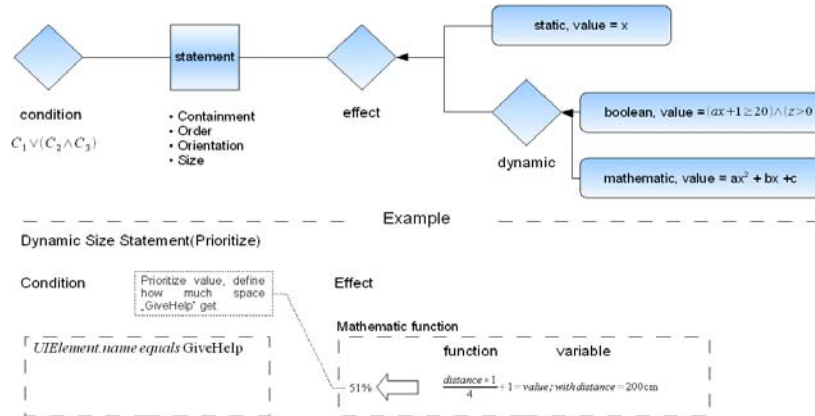 static, value = x
statement
condition
C₁∨(C₂∧C₃)
• Containment
• Order
• Orientation
• Size
effect
dynamic
boolean, value =(ax+1≥20)∧(z>0
mathematic, value = ax² + bx +c
Example
Dynamic Size Statement(Prioritize)
Condition
Prioritize value, define
how much space
„GiveHelp" get.
Effect
UIElement.name equals GiveHelp
Mathematic function
function variable
51%
distance*1
4
+1=value; with distance=200cm